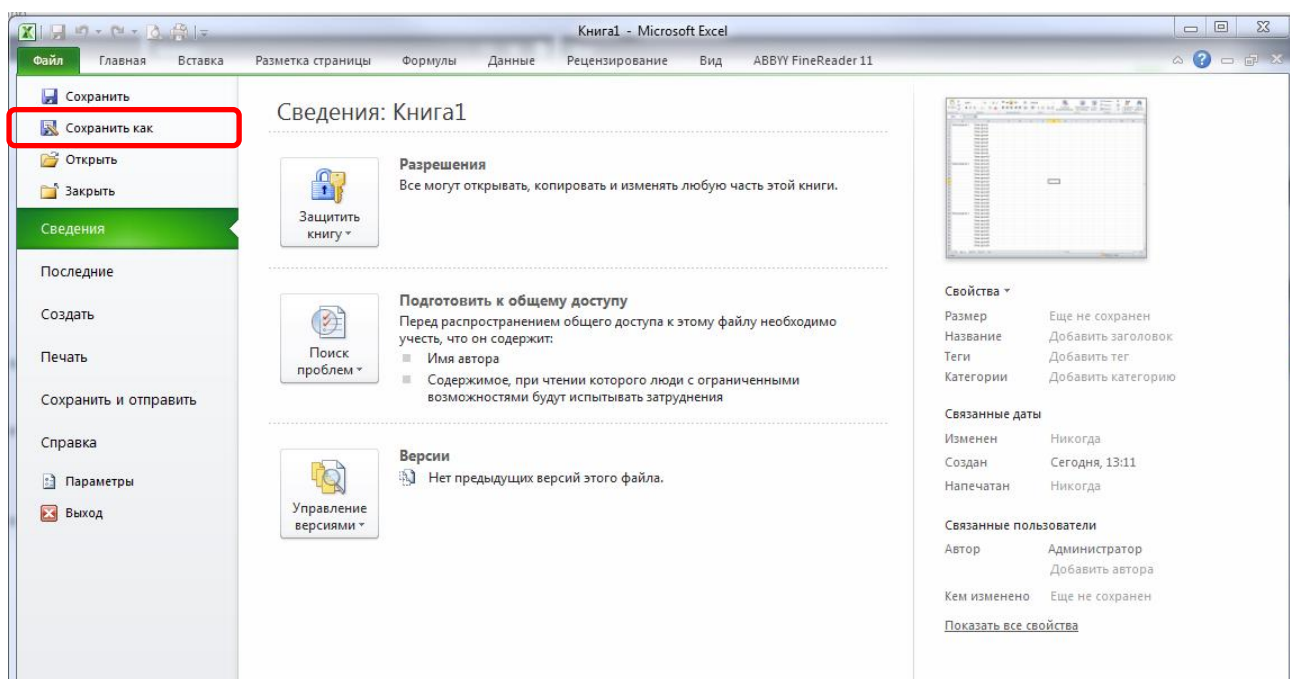 Книга1 - Microsoft Excel
Файл Главная Вставка Разметка страницы Формулы Данные Рецензирование Вид ABBYY FineReader 11
Сохранить
Сохранить как
Открыть
Закрыть
Сведения
Последние
Создать
Печать
Сохранить и отправить
Справка
Параметры
Выход
Сведения: Книга1
Защитить
книгу
Разрешения
Все могут открывать, копировать и изменять любую часть этой книги.
Поиск
проблем
Подготовить к общему доступу
Перед распространением общего доступа к этому файлу необходимо
учесть, что он содержит:
Имя автора
Содержимое, при чтении которого люди с ограниченными
возможностями будут испытывать затруднения
Управление
версиями
Версии
Нет предыдущих версий этого файла.
Свойства
Размер Еще не сохранен
Название Добавить заголовок
Теги Добавить тег
Категории Добавить категорию
Связанные даты
Изменен Никогда
Создан Сегодня, 13:11
Напечатан Никогда
Связанные пользователи
Автор Администратор
Добавить автора
Кем изменено Еще не сохранен
Показать все свойства